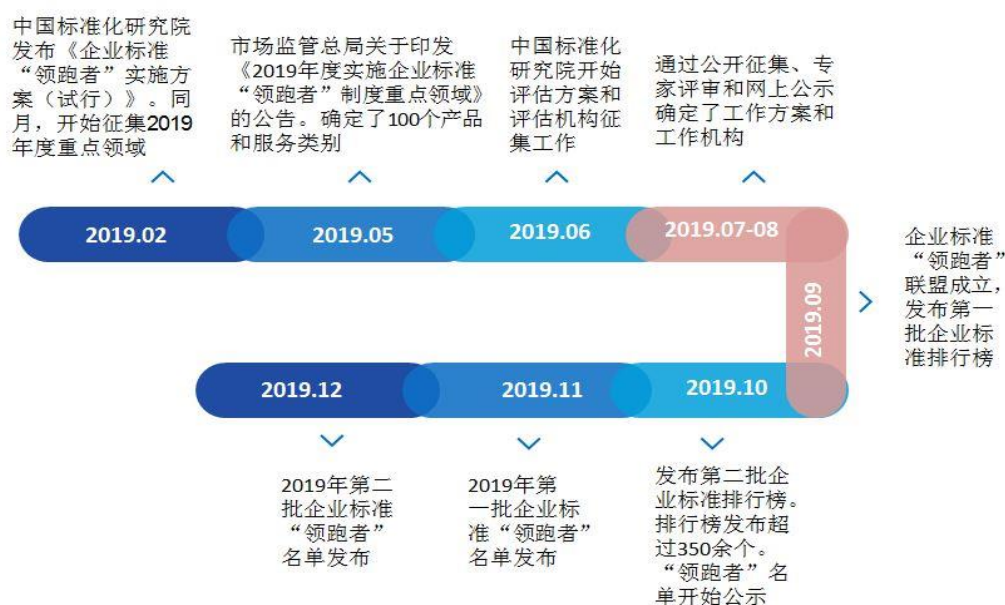 中国标准化研究院
发布《企业标准
“领跑者”实施方
案（试行）》。同
月，开始征集2019
年度重点领域
市场监管总局关于印发
《2019年度实施企业标准
“领跑者”制度重点领域》
的公告。确定了100个产品
和服务类别
中国标准化
研究院开始
评估方案和
评估机构征
集工作
通过公开征集、专
家评审和网上公示
确定了工作方案和
工作机构
2019.02
2019.05
2019.06
2019.07-08
2019.09
企业标准
“领跑者”
联盟成立，
发布第一
批企业标
准排行榜
2019.12
2019.11
2019.10
2019年第二
批企业标准
“领跑者”
名单发布
2019年第
一批企业标
准“领跑者”
名单发布
发布第二批企
业标准排行榜。
排行榜发布超
过350余个。
“领跑者”名
单开始公示